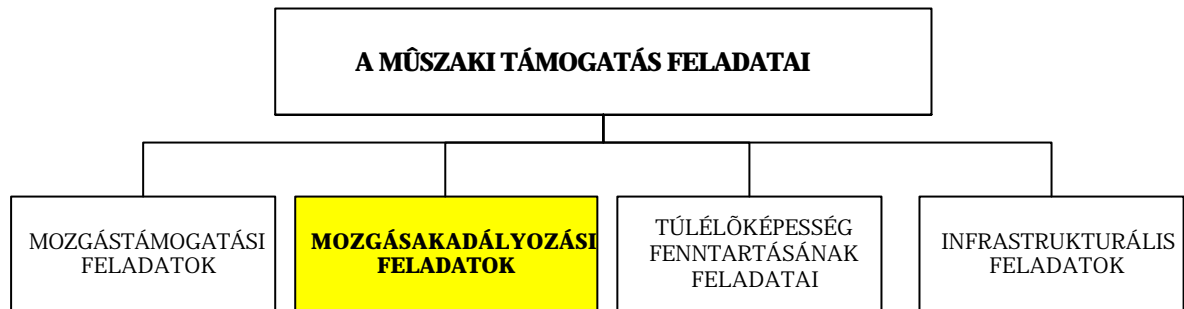 A MÛSZAKI TÁMOGATÁS FELADATAI
MOZGÁSTÁMOGATÁSI
FELADATOK
MOZGÁSAKADÁLYOZÁSI
FELADATOK
TÚLÉLÕKÉPESSÉG
FENNTARTÁSÁNAK
FELADATAI
INFRASTRUKTURÁLIS
FELADATOK